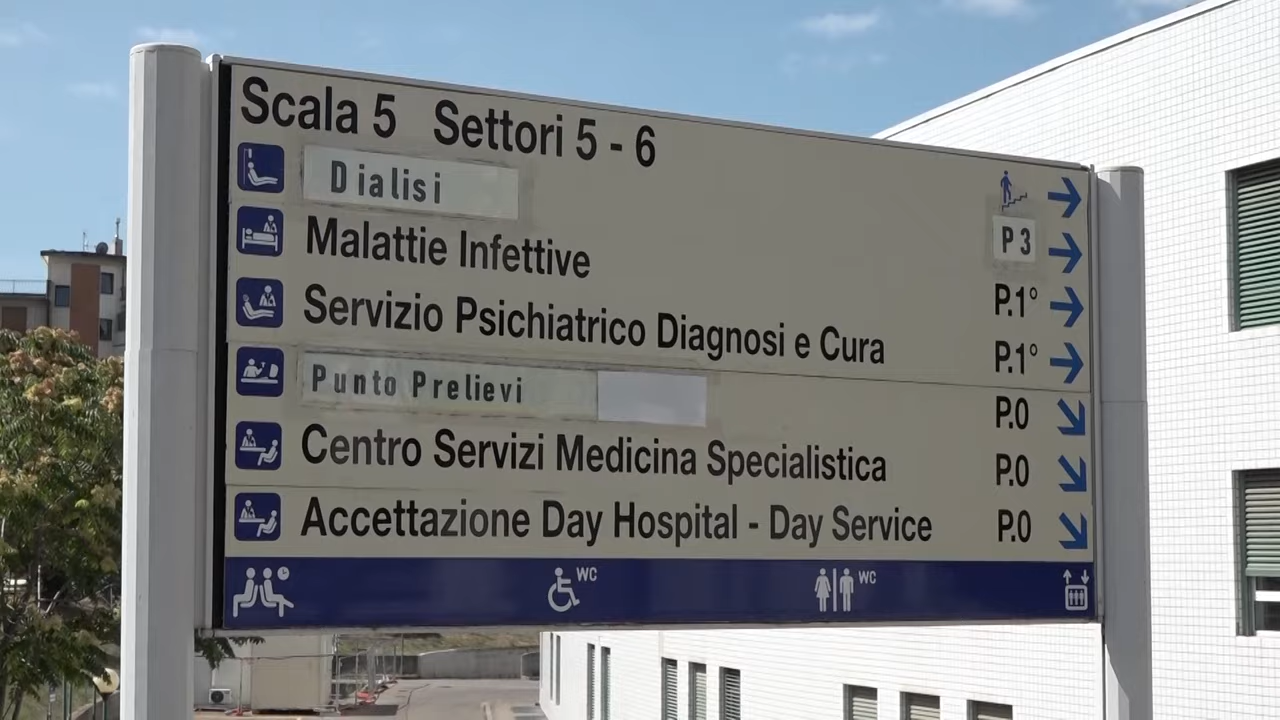 Scala 5 Settori 5 - 6
Dialisi P 3
Malattie Infettive P.1°
Servizio Psichiatrico Diagnosi e Cura P.1°
Punto Prelievi P.0
Centro Servizi Medicina Specialistica P.0
Accettazione Day Hospital - Day Service P.0
WC WC